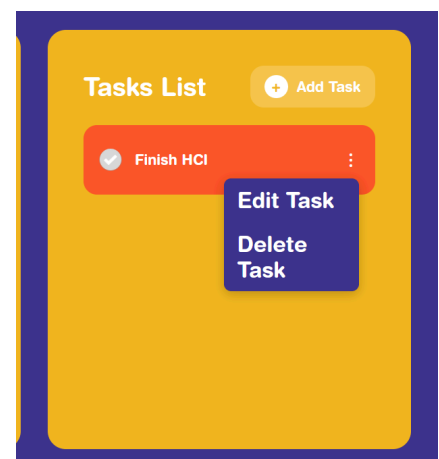 Tasks List
+ Add Task
Finish HCI
Edit Task
Delete
Task